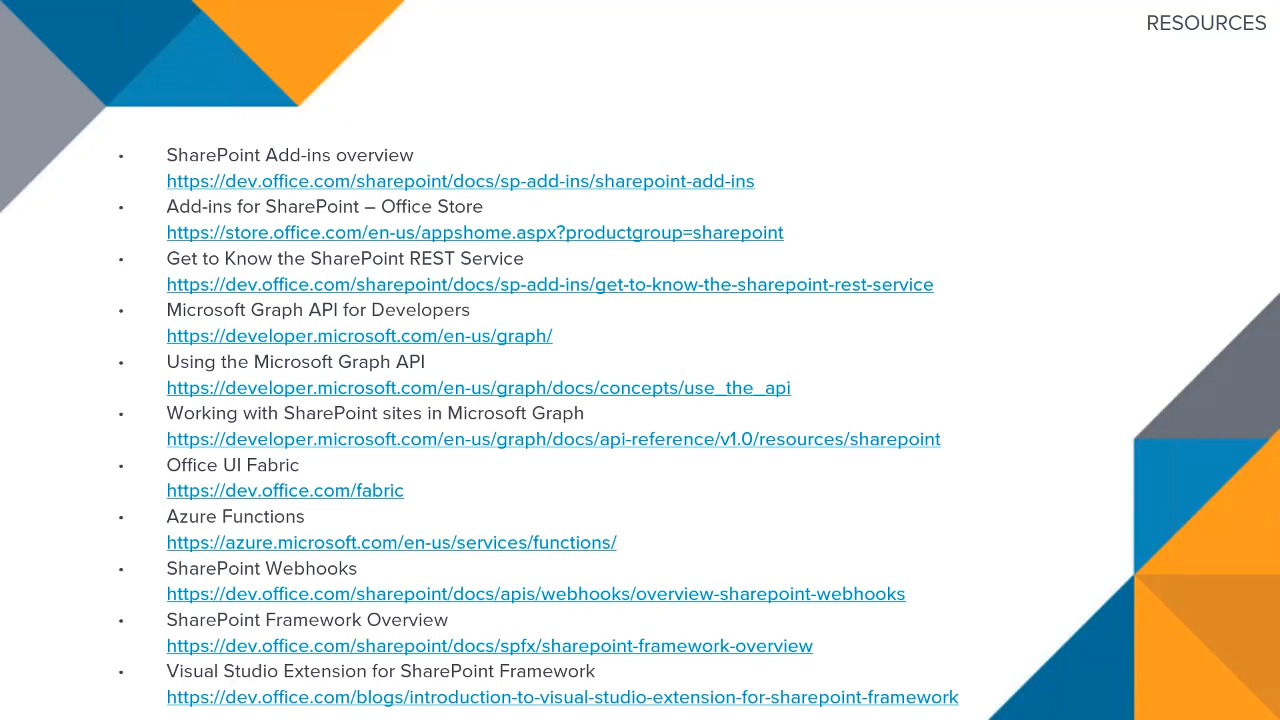 RESOURCES
• SharePoint Add-ins overview
https://dev.office.com/sharepoint/docs/sp-add-ins/sharepoint-add-ins
• Add-ins for SharePoint – Office Store
https://store.office.com/en-us/appshome.aspx?productgroup=sharepoint
• Get to Know the SharePoint REST Service
https://dev.office.com/sharepoint/docs/sp-add-ins/get-to-know-the-sharepoint-rest-service
• Microsoft Graph API for Developers
https://developer.microsoft.com/en-us/graph/
• Using the Microsoft Graph API
https://developer.microsoft.com/en-us/graph/docs/concepts/use_the_api
• Working with SharePoint sites in Microsoft Graph
https://developer.microsoft.com/en-us/graph/docs/api-reference/v1.0/resources/sharepoint
• Office UI Fabric
https://dev.office.com/fabric
• Azure Functions
https://azure.microsoft.com/en-us/services/functions/
• SharePoint Webhooks
https://dev.office.com/sharepoint/docs/apis/webhooks/overview-sharepoint-webhooks
• SharePoint Framework Overview
https://dev.office.com/sharepoint/docs/spfx/sharepoint-framework-overview
• Visual Studio Extension for SharePoint Framework
https://dev.office.com/blogs/introduction-to-visual-studio-extension-for-sharepoint-framework